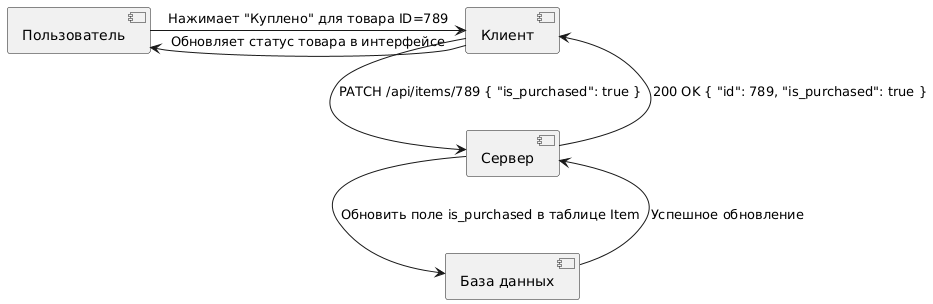 Нажимает "Куплено" для товара ID=789
Пользователь
Клиент
Обновляет статус товара в интерфейсе
PATCH /api/items/789 { "is_purchased": true }
200 OK { "id": 789, "is_purchased": true }
Сервер
Обновить поле is_purchased в таблице Item
Успешное обновление
База данных